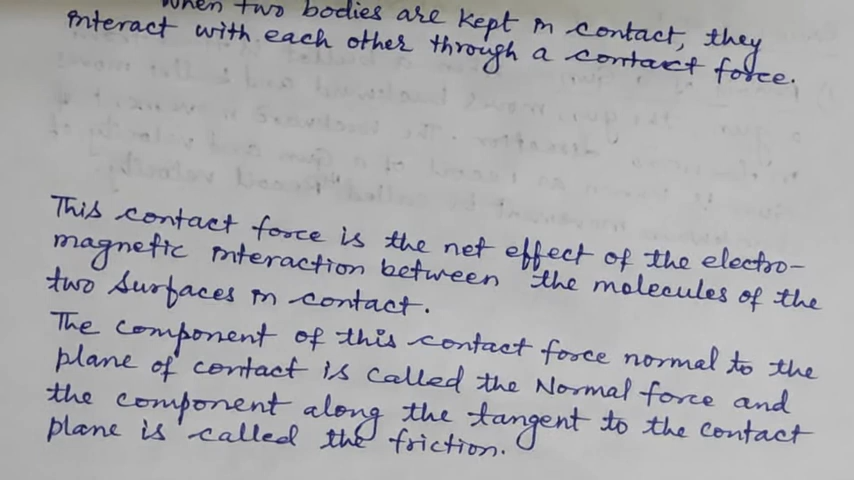 When two bodies are kept in contact, they
interact with each other through a contact force.
This contact force is the net effect of the electro-
magnetic interaction between the molecules of the
two surfaces in contact.
The component of this contact force normal to the
plane of contact is called the Normal force and
the component along the tangent to the contact
plane is called the friction.